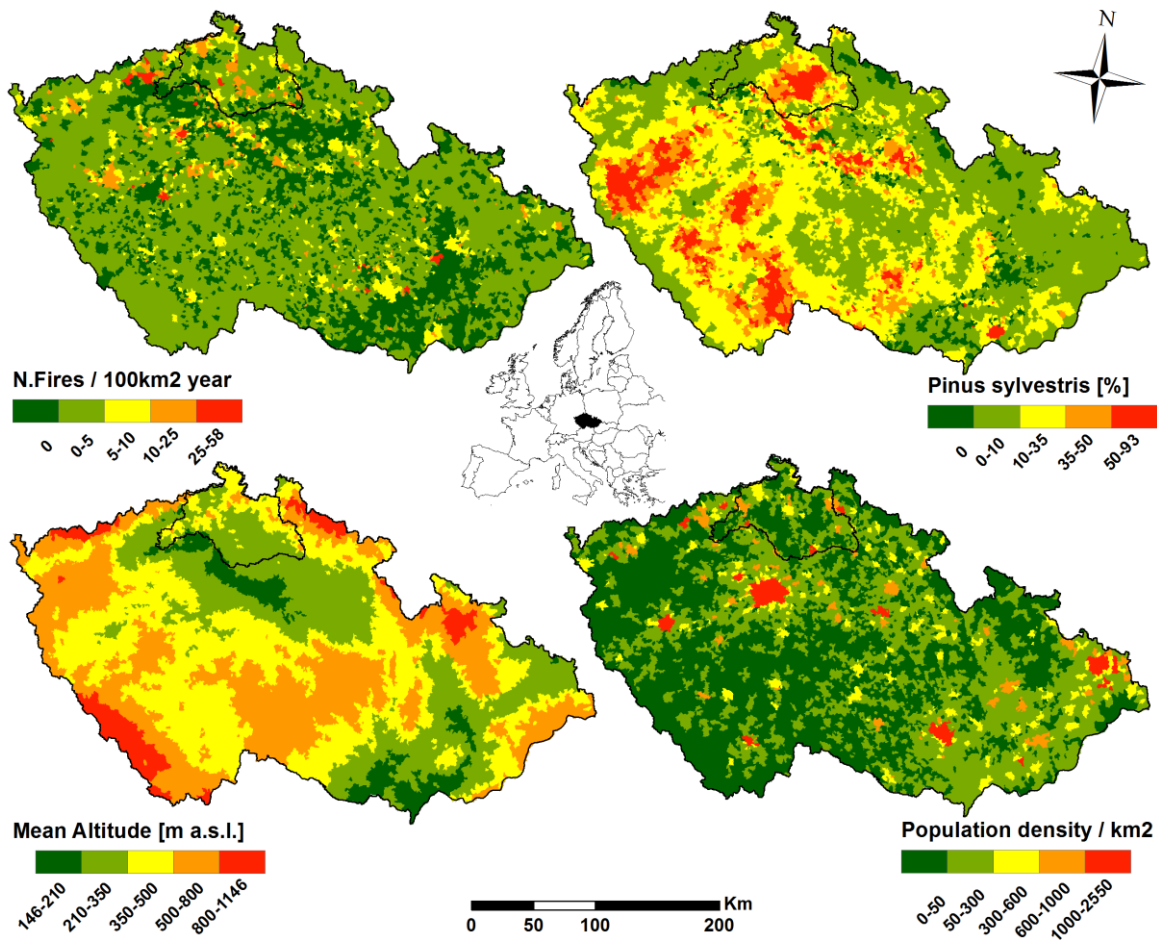 N
N.Fires / 100km2 year
0 0-5 5-10 10-25 25-58
Pinus sylvestris [%]
0 0-10 10-35 35-50 50-93
Mean Altitude [m a.s.l.]
146-210 210-350 350-500 500-800 800-1146
Population density / km2
0-50 50-300 300-600 600-1000 1000-2550
Km
0 50 100 200